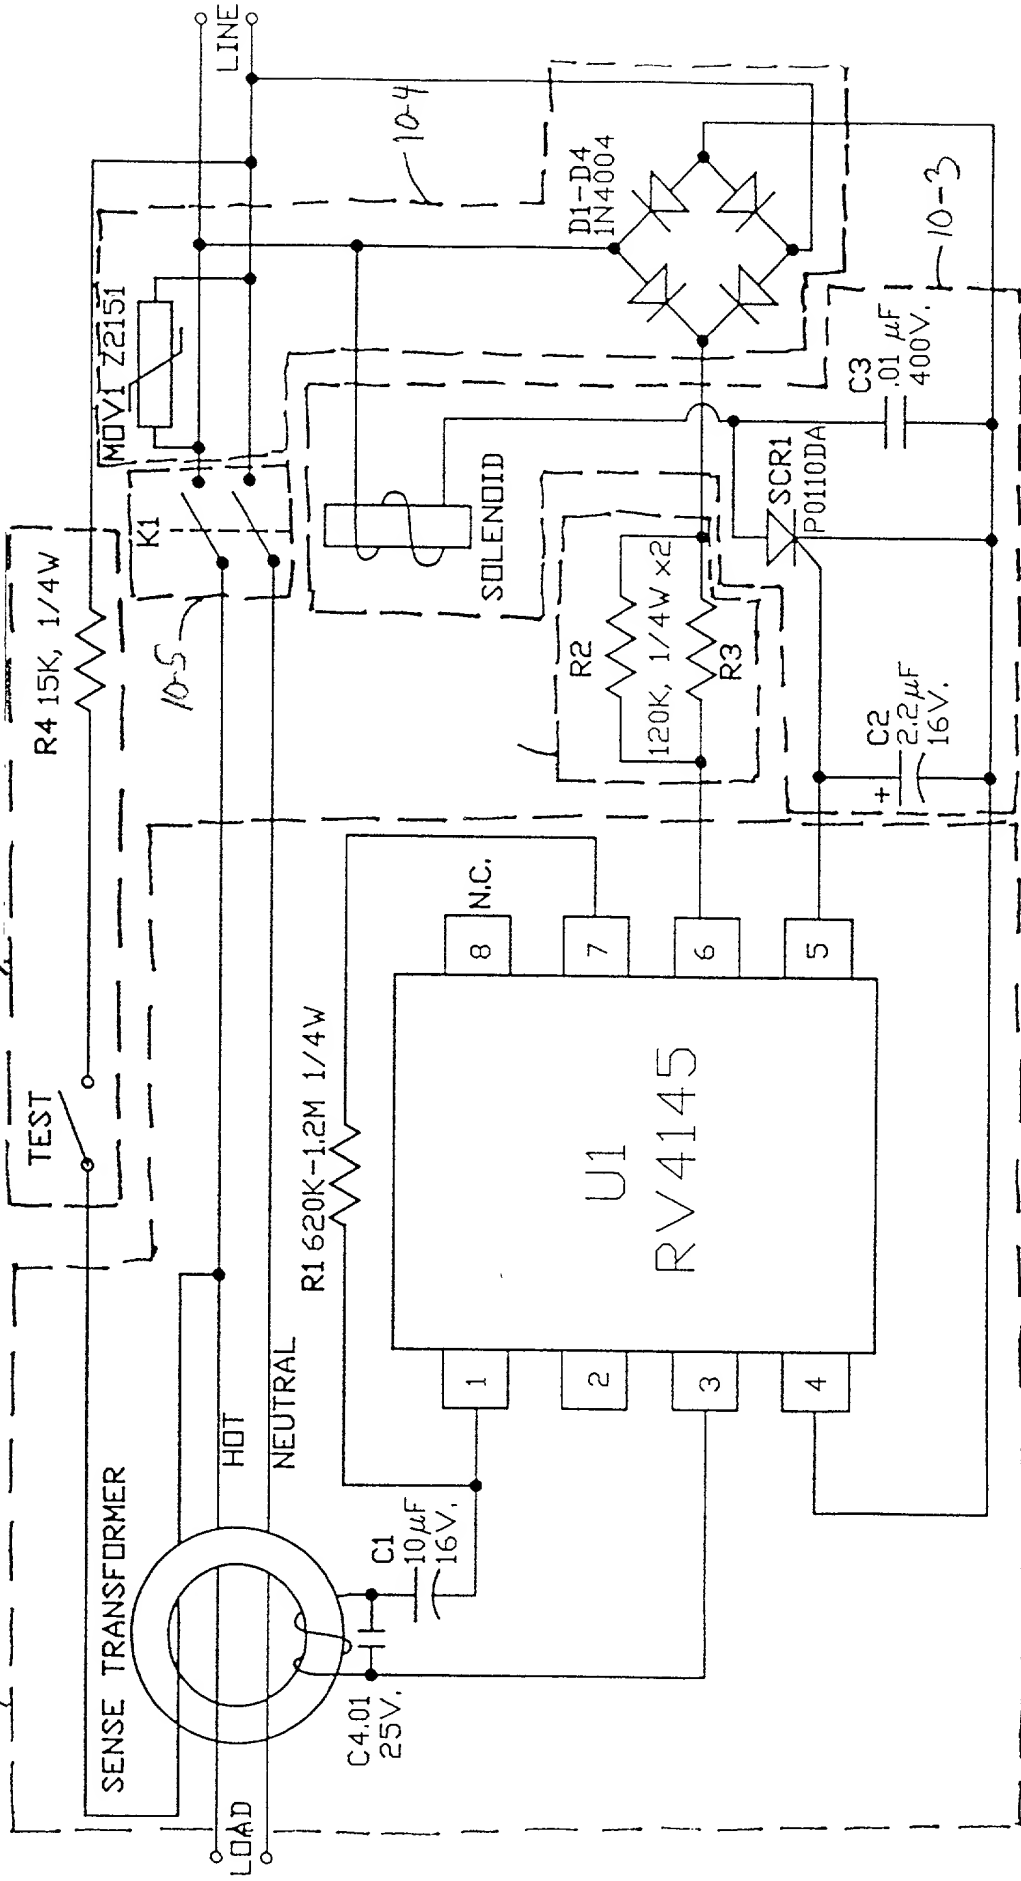 SENSE TRANSFORMER
LOAD
HOT
NEUTRAL
TEST
R4 15K, 1/4W
K1
10-5
MOV1 Z2151
LINE
10-4
D1-D4
1N4004
SOLENOID
10-3
C3
.01 µF
400V.
SCR1
P0110DA
R2
120K, 1/4W x2
R3
C2
+
2.2µF
16V.
R1 620K-1.2M 1/4W
8
N.C.
7
6
5
U1
RV4145
1
2
3
4
C1
10µF
16V.
C4.01
25V.